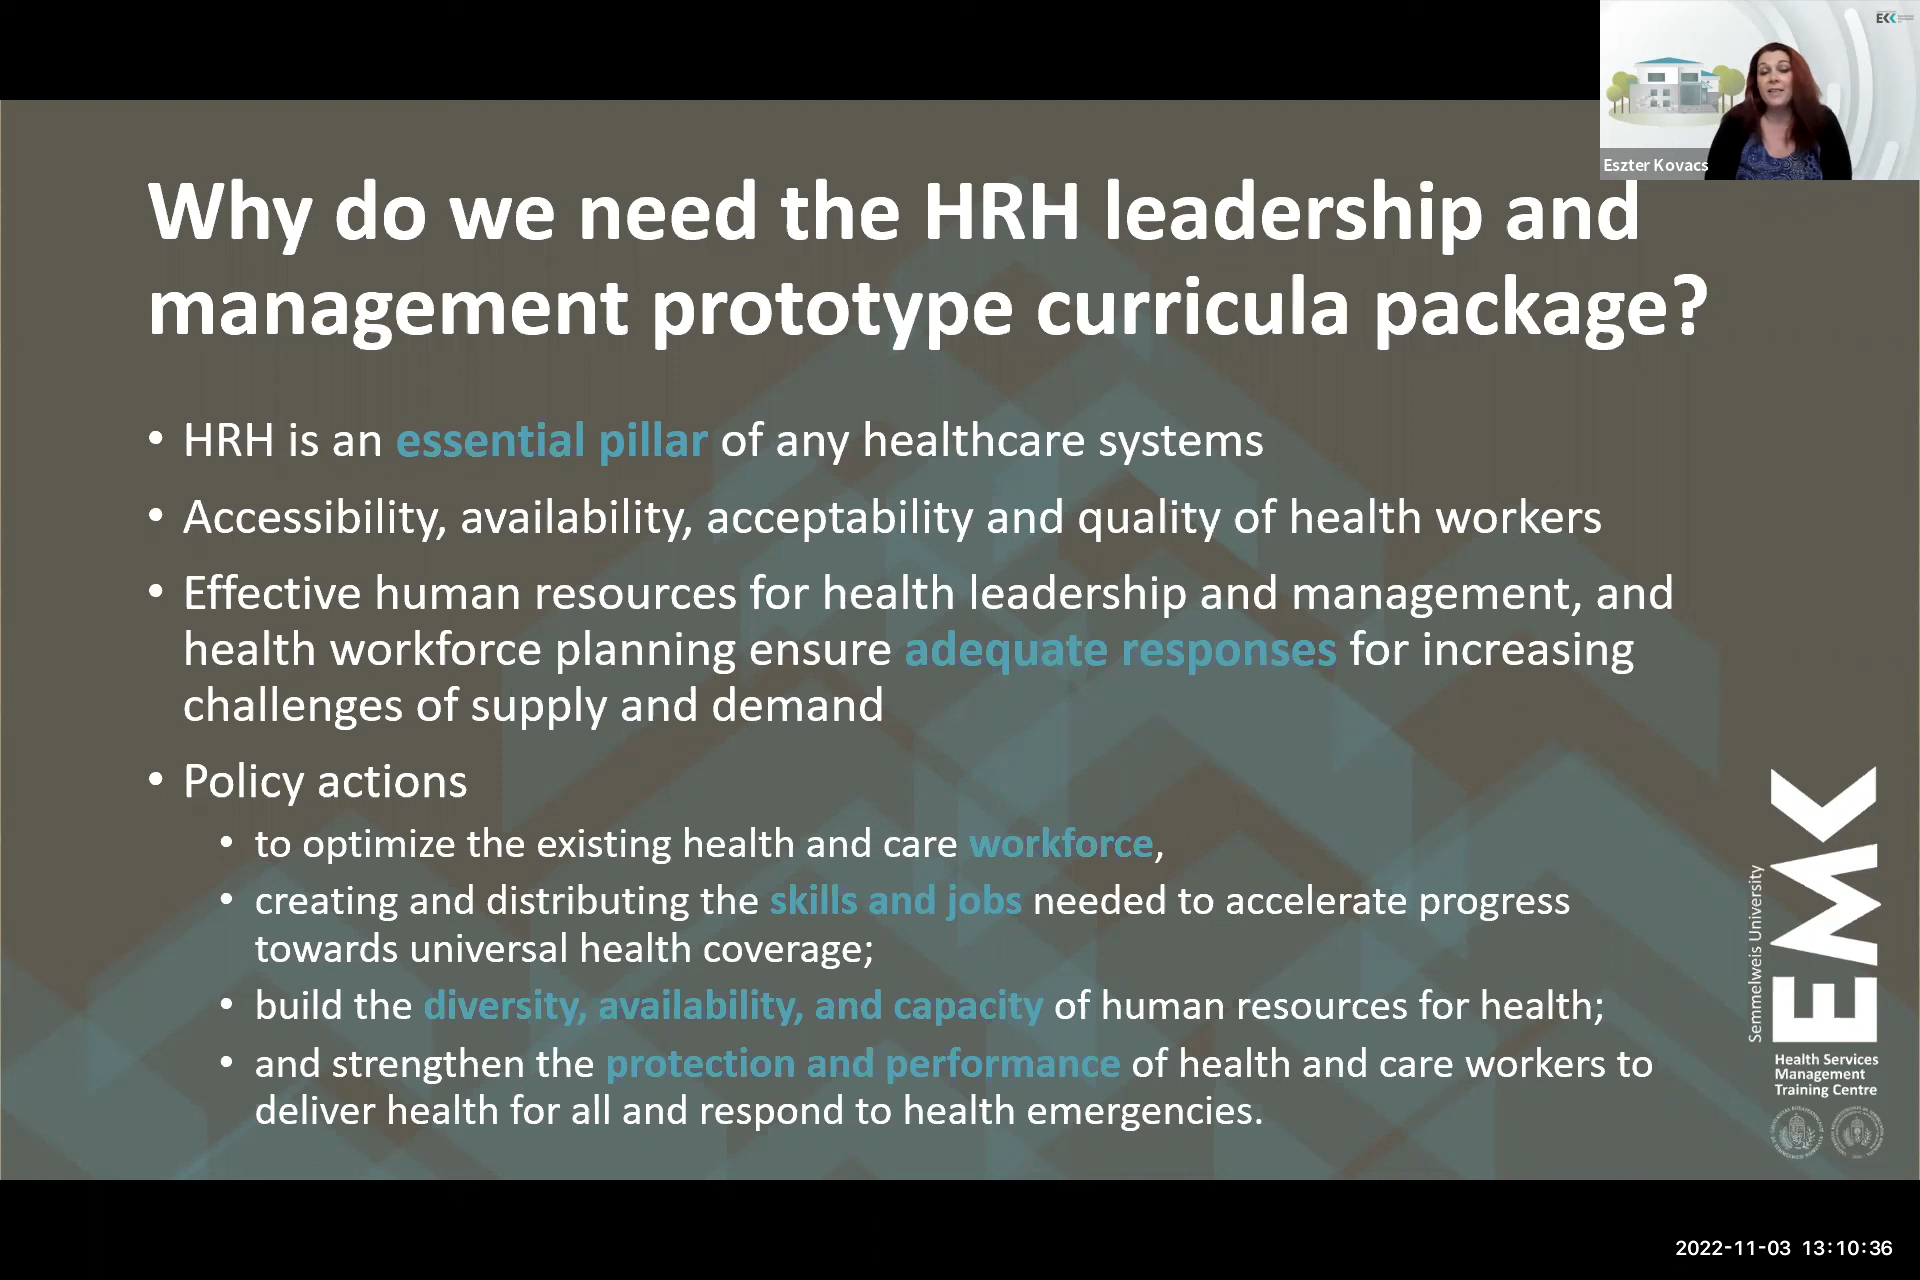 EKK
Eszter Kovacs
Why do we need the HRH leadership and
management prototype curricula package?
• HRH is an essential pillar of any healthcare systems
• Accessibility, availability, acceptability and quality of health workers
• Effective human resources for health leadership and management, and
health workforce planning ensure adequate responses for increasing
challenges of supply and demand
• Policy actions
• to optimize the existing health and care workforce,
• creating and distributing the skills and jobs needed to accelerate progress
towards universal health coverage;
• build the diversity, availability, and capacity of human resources for health;
• and strengthen the protection and performance of health and care workers to
deliver health for all and respond to health emergencies.
Semmelweis University
EMK
Health Services
Management
Training Centre
2022-11-03 13:10:36